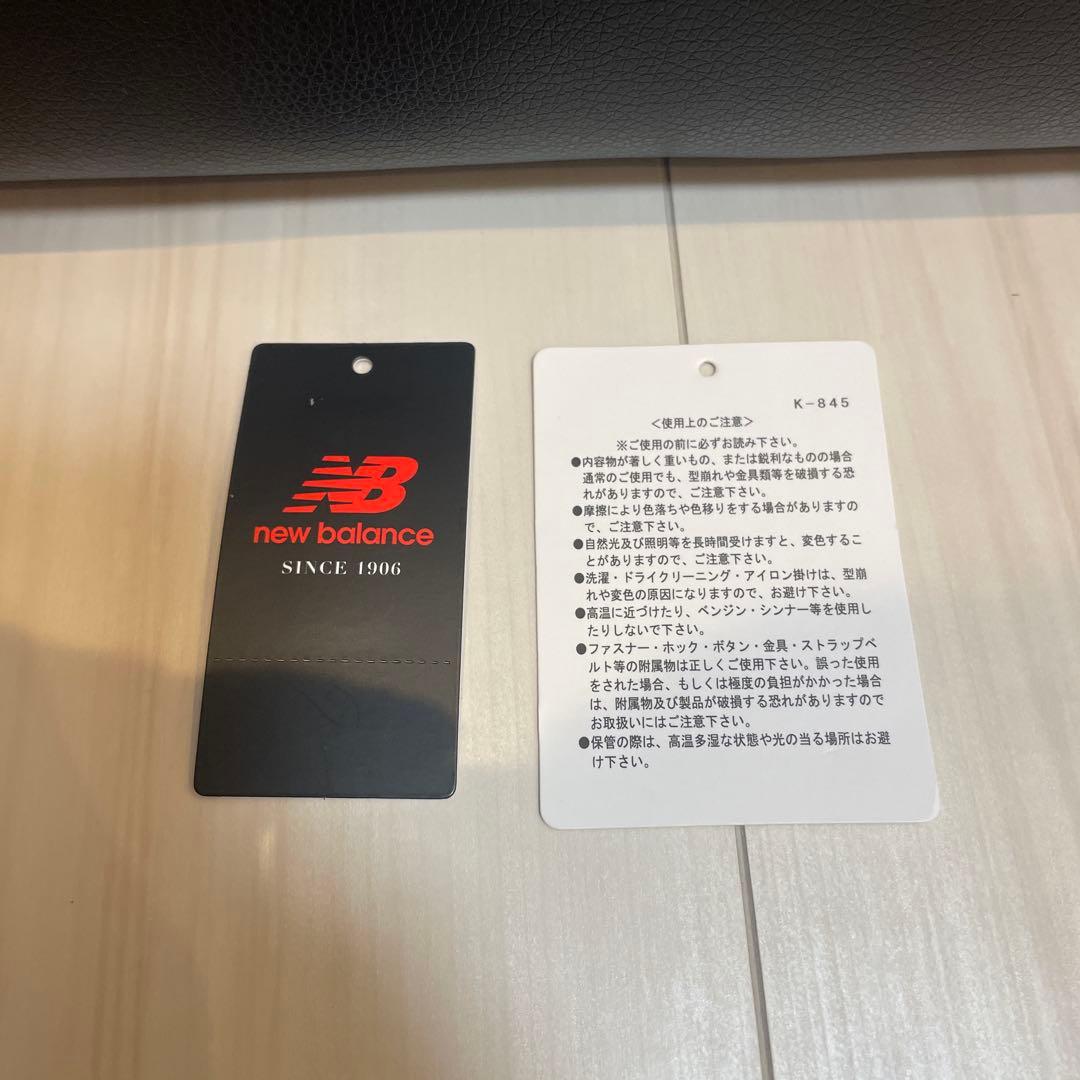 NB
new balance
SINCE 1906
K-845
＜使用上のご注意＞
※ご使用の前に必ずお読み下さい。
●内容物が著しく重いもの、または鋭利なものの場合
通常のご使用でも、型崩れや金具類等を破損する恐
れがありますので、ご注意下さい。
●摩擦により色落ちや色移りをする場合がありますの
で、ご注意下さい。
●自然光及び照明等を長時間受けますと、変色するこ
とがありますので、ご注意下さい。
●洗濯・ドライクリーニング・アイロン掛けは、型崩
れや変色の原因になりますので、お避け下さい。
●高温に近づけたり、ベンジン・シンナー等を使用し
たりしないで下さい。
●ファスナー・ホック・ボタン・金具・ストラップベ
ルト等の附属物は正しくご使用下さい。誤った使用
をされた場合、もしくは極度の負担がかかった場合
は、附属物及び製品が破損する恐れがありますので
お取扱いにはご注意下さい。
●保管の際は、高温多湿な状態や光の当る場所はお避
け下さい。